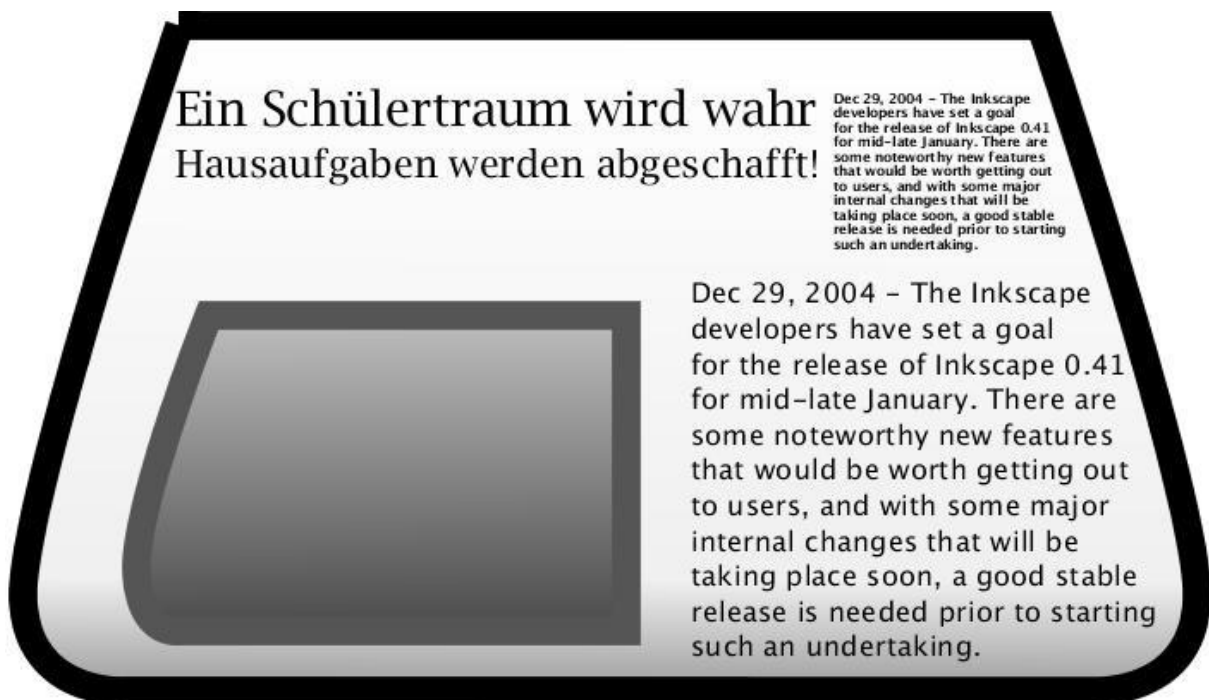 Ein Schülertraum wird wahr
Hausaufgaben werden abgeschafft!
Dec 29, 2004 – The Inkscape
developers have set a goal
for the release of Inkscape 0.41
for mid–late January. There are
some noteworthy new features
that would be worth getting out
to users, and with some major
internal changes that will be
taking place soon, a good stable
release is needed prior to starting
such an undertaking.
Dec 29, 2004 – The Inkscape
developers have set a goal
for the release of Inkscape 0.41
for mid–late January. There are
some noteworthy new features
that would be worth getting out
to users, and with some major
internal changes that will be
taking place soon, a good stable
release is needed prior to starting
such an undertaking.